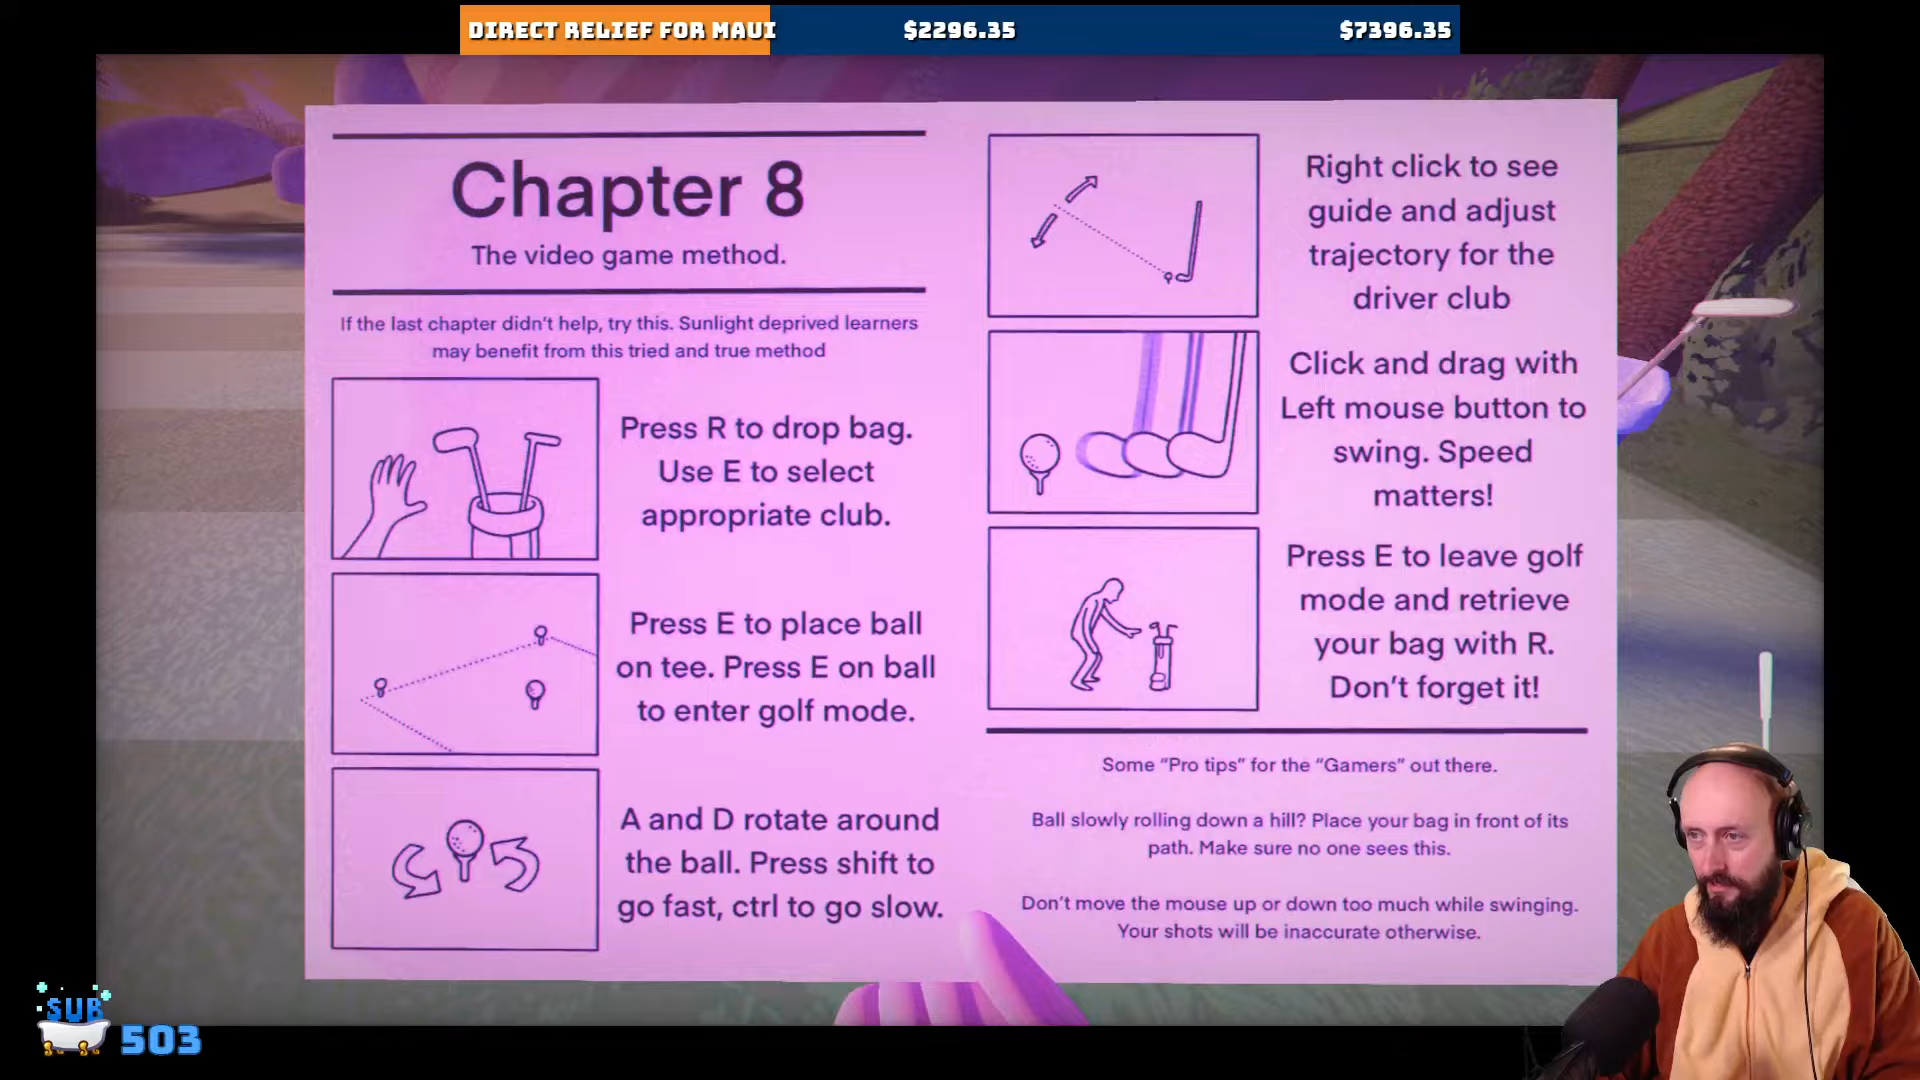 DIRECT RELIEF FOR MAUI
$2296.35
$7396.35
Chapter 8
The video game method.
If the last chapter didn't help, try this. Sunlight deprived learners
may benefit from this tried and true method
Press R to drop bag.
Use E to select
appropriate club.
Press E to place ball
on tee. Press E on ball
to enter golf mode.
A and D rotate around
the ball. Press shift to
go fast, ctrl to go slow.
Right click to see
guide and adjust
trajectory for the
driver club
Click and drag with
Left mouse button to
swing. Speed
matters!
Press E to leave golf
mode and retrieve
your bag with R.
Don't forget it!
Some “Pro tips” for the “Gamers” out there.
Ball slowly rolling down a hill? Place your bag in front of its
path. Make sure no one sees this.
Don't move the mouse up or down too much while swinging.
Your shots will be inaccurate otherwise.
SUB
503